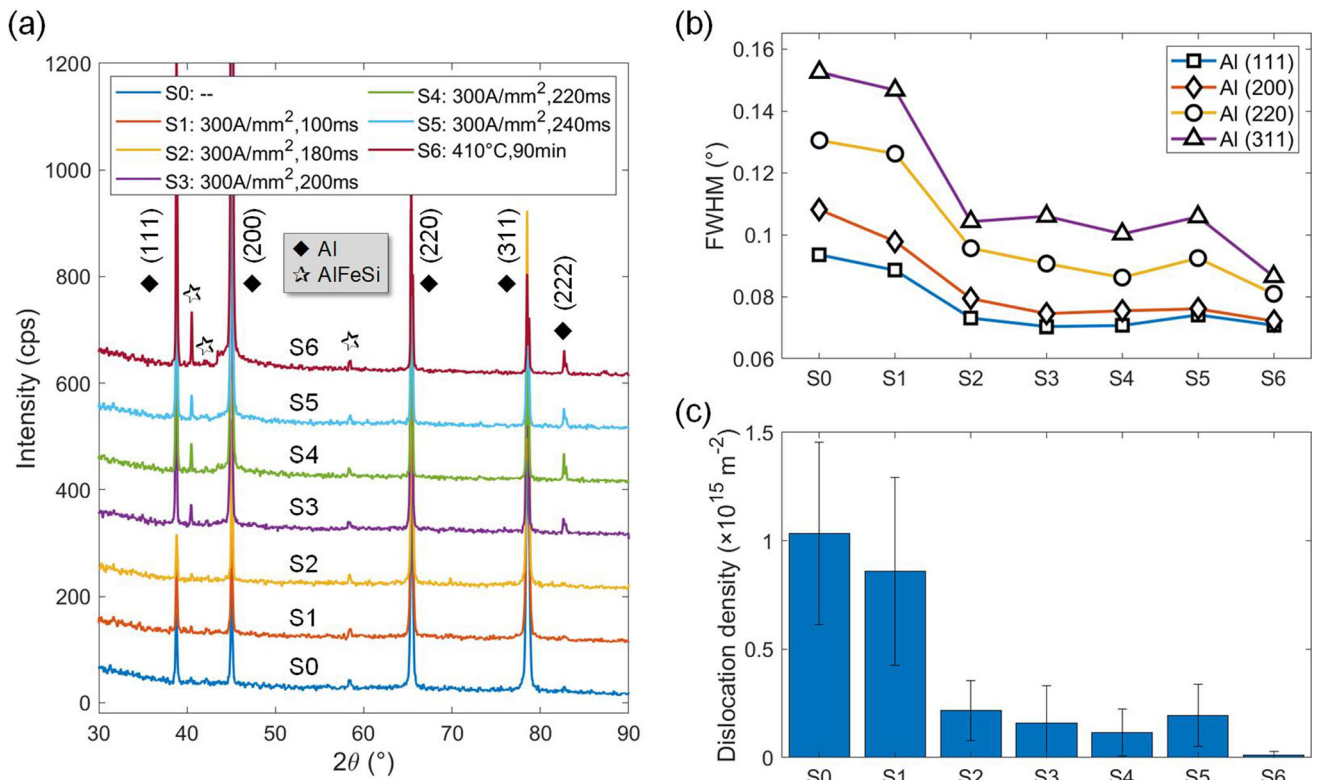 (a)
1200
1000
800
600
400
200
0
Intensity (cps)
S0: --
S1: 300A/mm²,100ms
S2: 300A/mm²,180ms
S3: 300A/mm²,200ms
S4: 300A/mm²,220ms
S5: 300A/mm²,240ms
S6: 410°C,90min
(111)
(200)
(220)
(311)
(222)
◆ Al
☆ AlFeSi
S6
S5
S4
S3
S2
S1
S0
30 40 50 60 70 80 90
2θ (°)
(b)
0.16
0.14
0.12
0.1
0.08
0.06
FWHM (°)
Al (111)
Al (200)
Al (220)
Al (311)
S0 S1 S2 S3 S4 S5 S6
(c)
1.5
1
0.5
0
Dislocation density (×10¹⁵ m⁻²)
S0 S1 S2 S3 S4 S5 S6